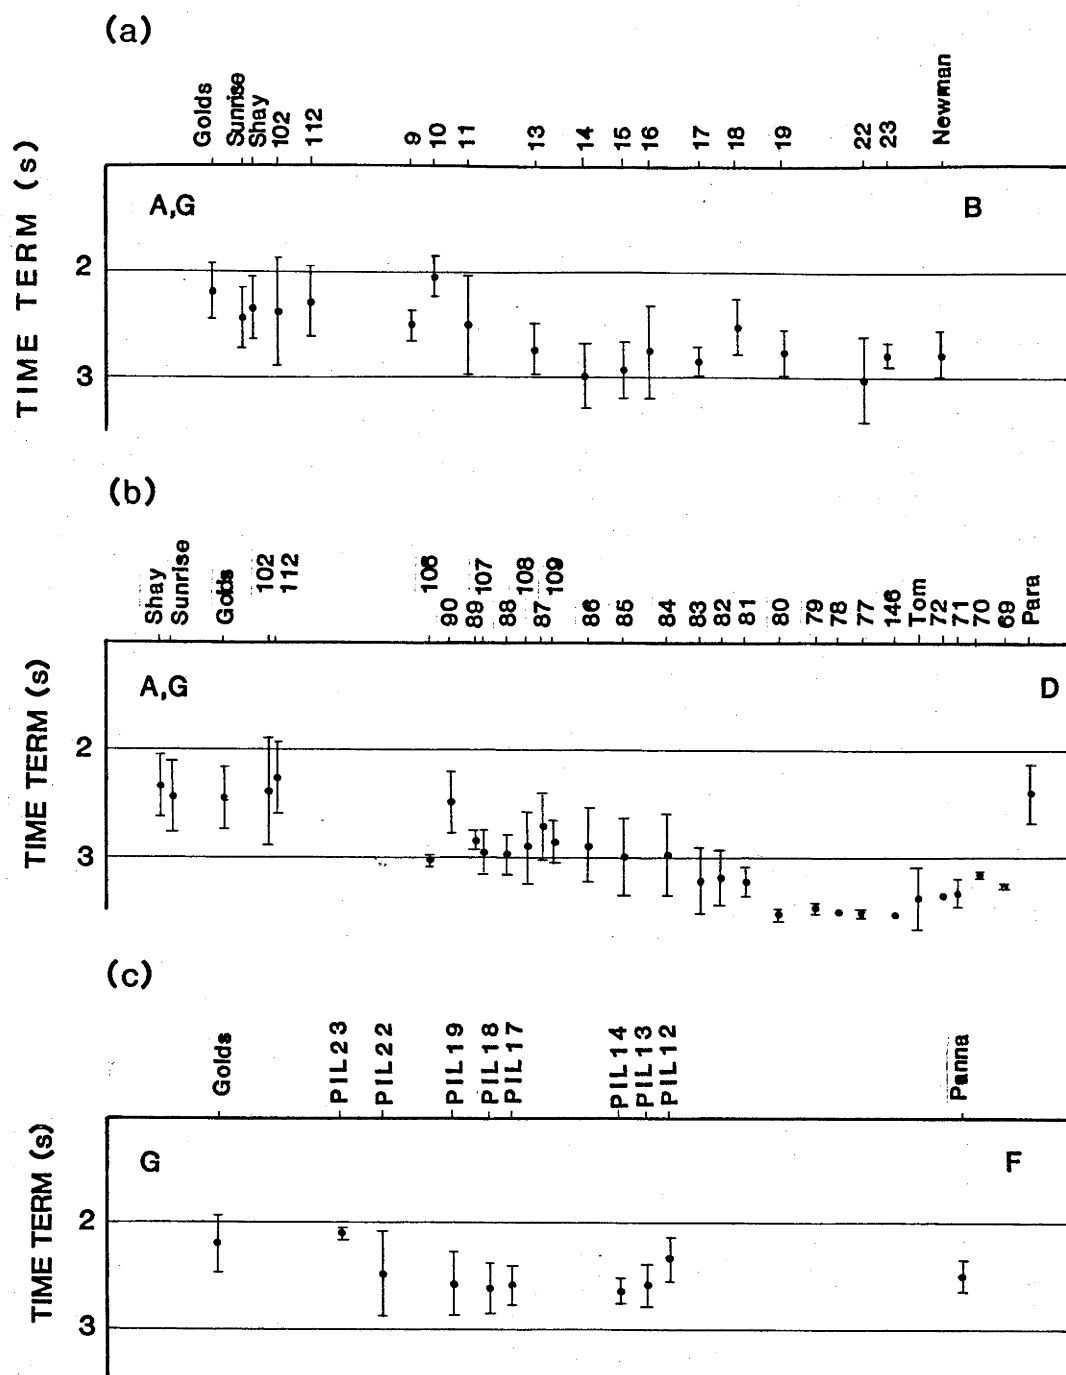 (a)
Golds
Sunrise
Shay
102
112
9
10
11
13
14
15
16
17
18
19
22
23
Newman
TIME TERM (s)
A,G
B
2
3
(b)
Shay
Sunrise
Golds
102
112
106
90
89
107
88
108
87
109
86
85
84
83
82
81
80
79
78
77
146
Tom
72
71
70
69
Para
TIME TERM (s)
A,G
D
2
3
(c)
Golds
PIL23
PIL22
PIL19
PIL18
PIL17
PIL14
PIL13
PIL12
Panna
TIME TERM (s)
G
F
2
3